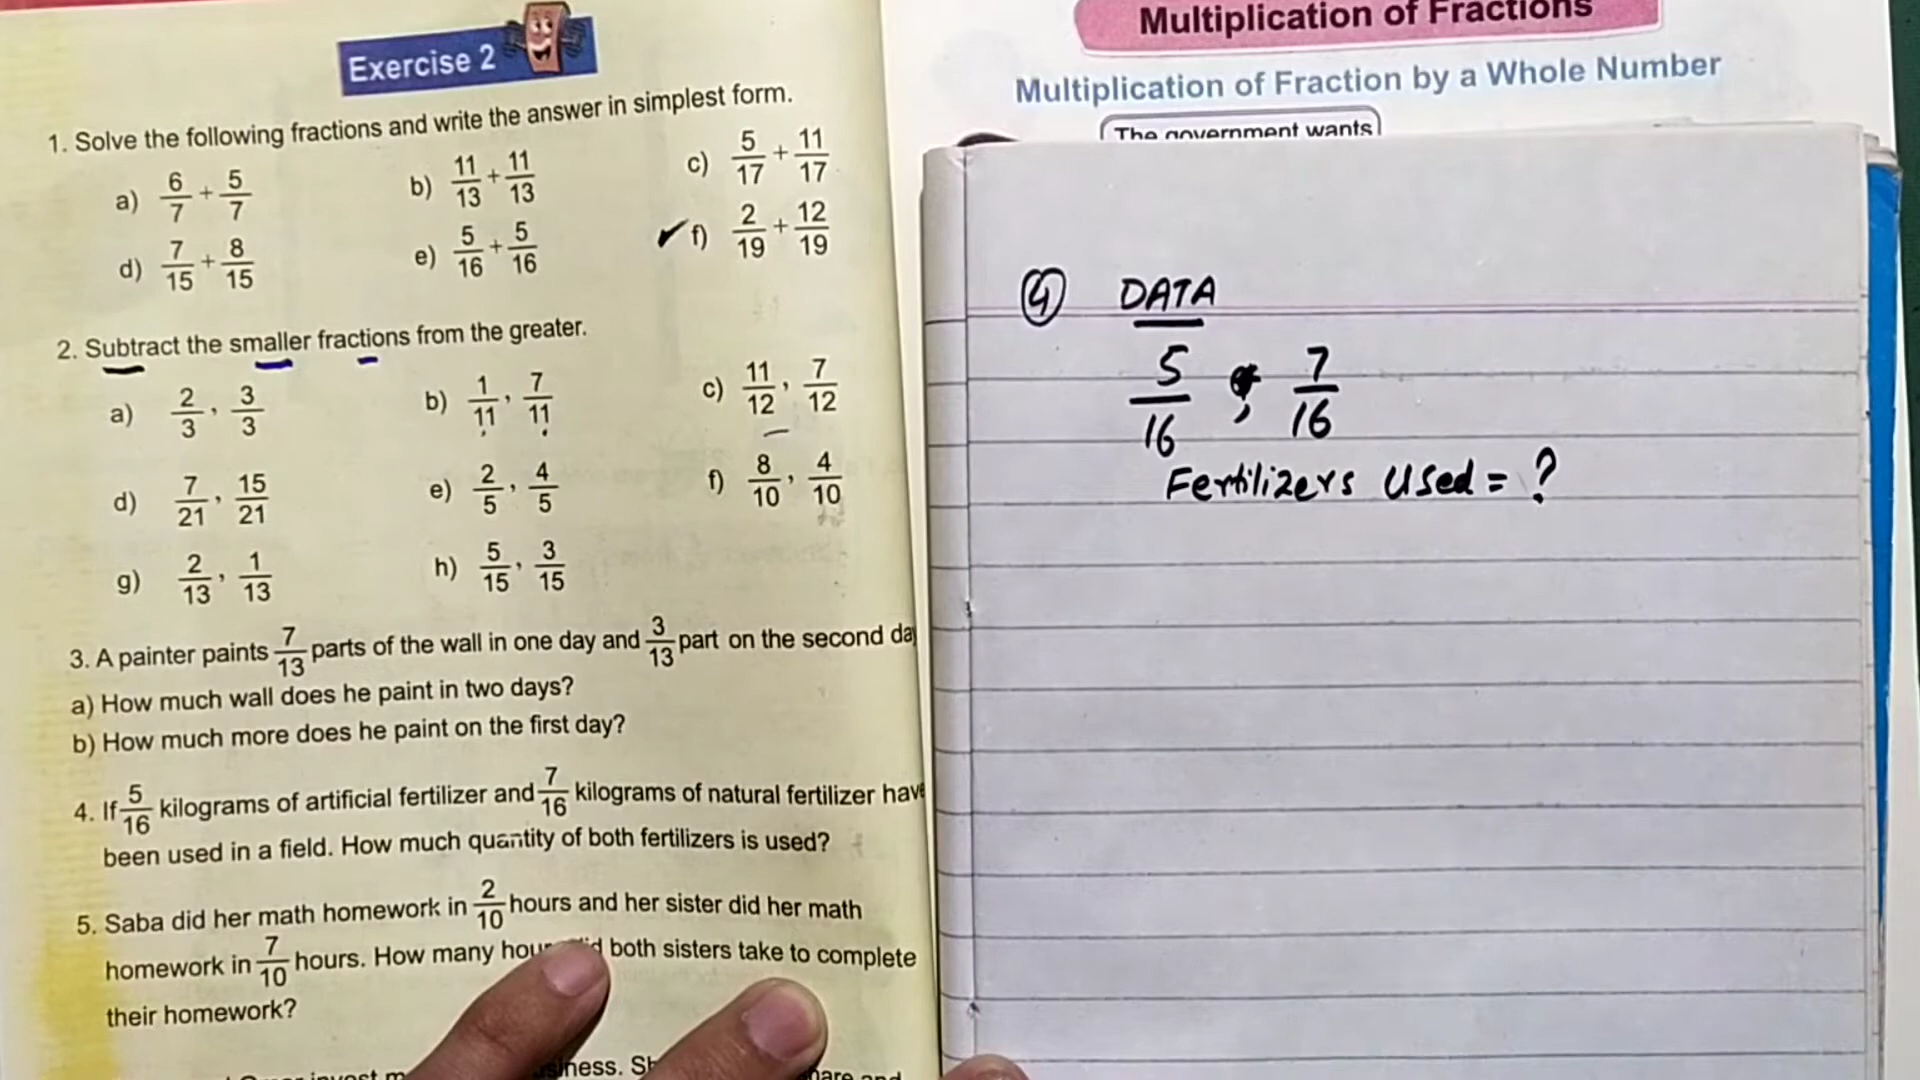 Exercise 2
1. Solve the following fractions and write the answer in simplest form.
a) 6/7 + 5/7 b) 11/13 + 11/13 c) 5/17 + 11/17
d) 7/15 + 8/15 e) 5/16 + 5/16 f) 2/19 + 12/19
2. Subtract the smaller fractions from the greater.
a) 2/3 , 3/3 b) 1/11 , 7/11 c) 11/12 , 7/12
d) 7/21 , 15/21 e) 2/5 , 4/5 f) 8/10 , 4/10
g) 2/13 , 1/13 h) 5/15 , 3/15
3. A painter paints 7/13 parts of the wall in one day and 3/13 part on the second
a) How much wall does he paint in two days?
b) How much more does he paint on the first day?
4. If 5/16 kilograms of artificial fertilizer and 7/16 kilograms of natural fertilizer have
been used in a field. How much quantity of both fertilizers is used?
5. Saba did her math homework in 2/10 hours and her sister did her math
homework in 7/10 hours. How many both sisters take to complete
their homework?
Multiplication of Fractions
Multiplication of Fraction by a Whole Number
The government wants
4 DATA
5/16 , 7/16
Fertilizers Used = ?